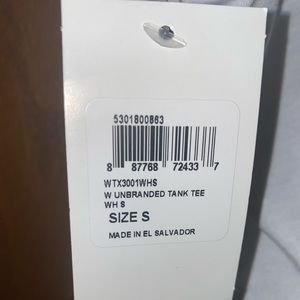 5301800863
8 87768 72433 7
WTX3001WHS
W UNBRANDED TANK TEE
WH S
SIZE S
MADE IN EL SALVADOR